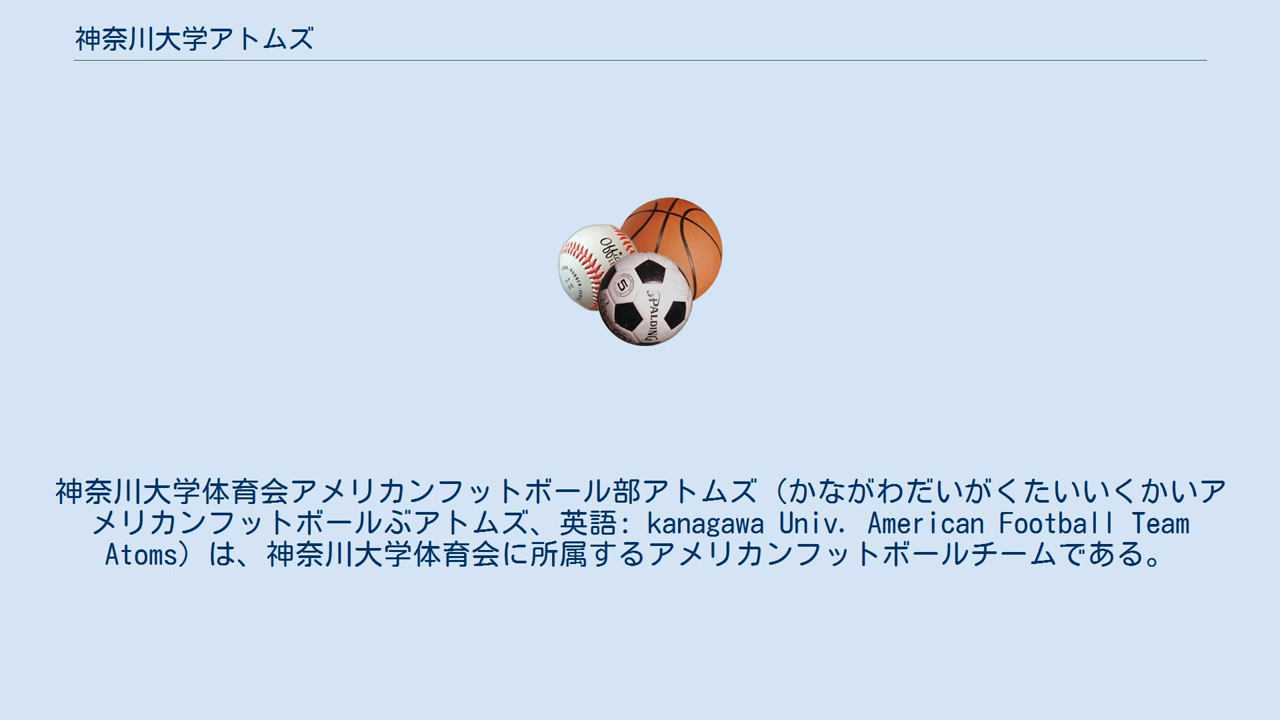 神奈川大学アトムズ
Offic
5
SPALDING
神奈川大学体育会アメリカンフットボール部アトムズ（かながわだいがくたいいくかいア
メリカンフットボールぶアトムズ、英語: kanagawa Univ. American Football Team
Atoms）は、神奈川大学体育会に所属するアメリカンフットボールチームである。